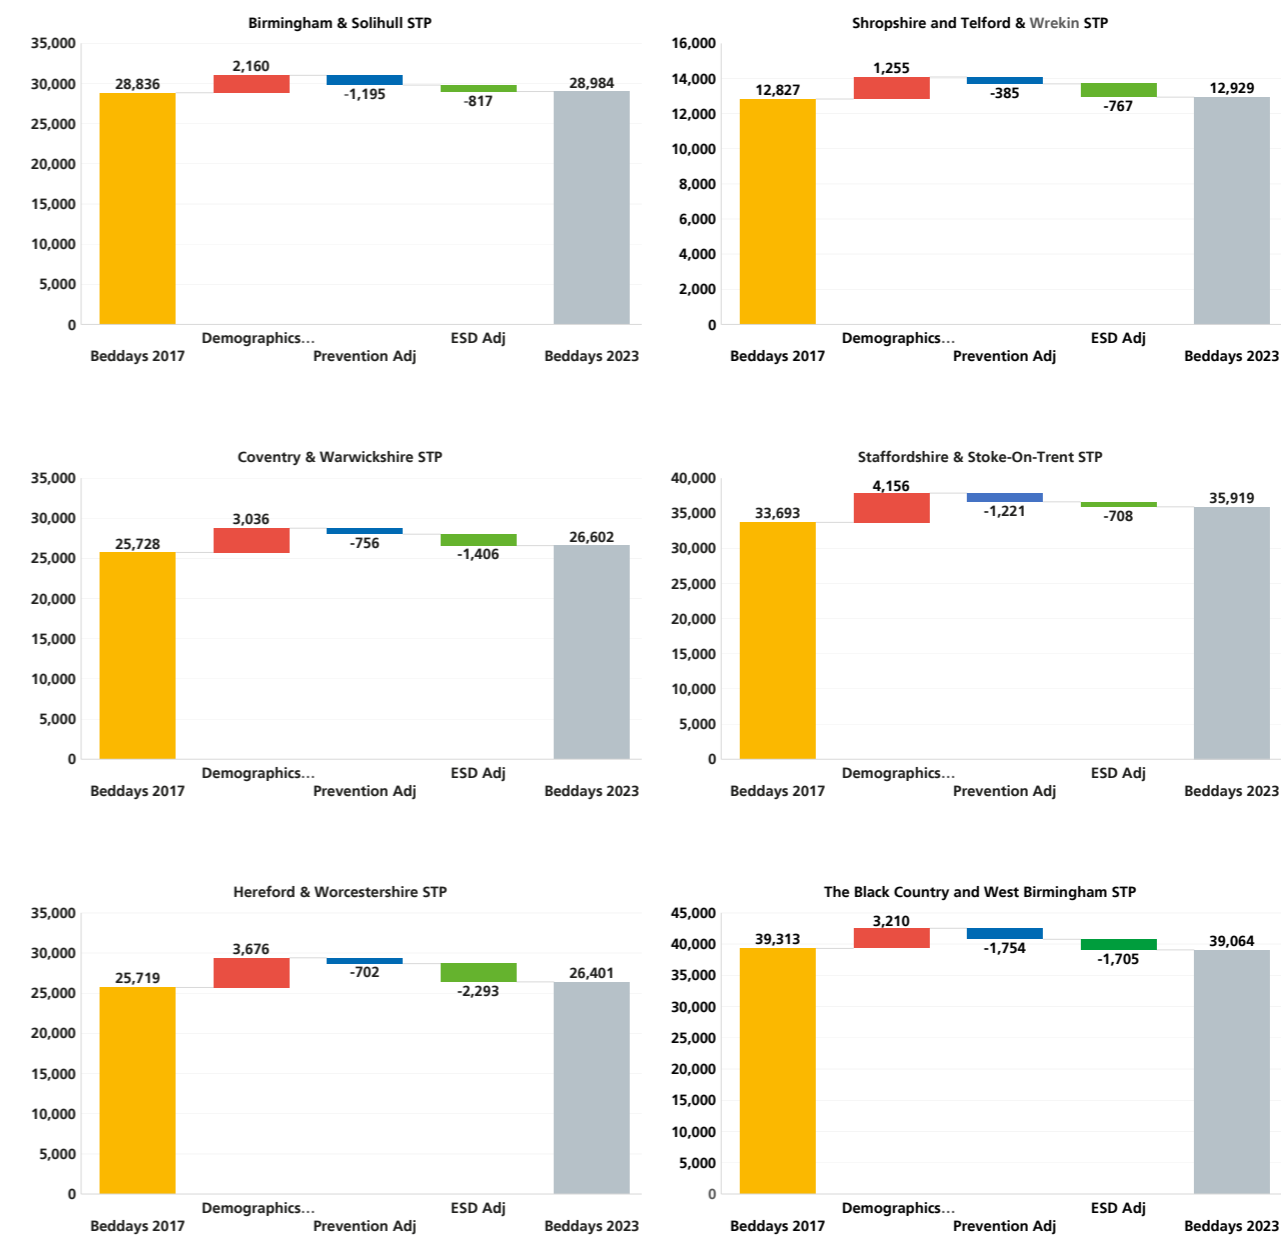 Birmingham & Solihull STP
35,000
30,000
25,000
20,000
15,000
10,000
5,000
0
28,836
2,160
-1,195
-817
28,984
Demographics...
ESD Adj
Beddays 2017
Prevention Adj
Beddays 2023
Shropshire and Telford & Wrekin STP
16,000
14,000
12,000
10,000
8,000
6,000
4,000
2,000
0
12,827
1,255
-385
-767
12,929
Demographics...
ESD Adj
Beddays 2017
Prevention Adj
Beddays 2023
Coventry & Warwickshire STP
35,000
30,000
25,000
20,000
15,000
10,000
5,000
0
25,728
3,036
-756
-1,406
26,602
Demographics...
ESD Adj
Beddays 2017
Prevention Adj
Beddays 2023
Staffordshire & Stoke-On-Trent STP
40,000
35,000
30,000
25,000
20,000
15,000
10,000
5,000
0
33,693
4,156
-1,221
-708
35,919
Demographics...
ESD Adj
Beddays 2017
Prevention Adj
Beddays 2023
Hereford & Worcestershire STP
35,000
30,000
25,000
20,000
15,000
10,000
5,000
0
25,719
3,676
-702
-2,293
26,401
Demographics...
ESD Adj
Beddays 2017
Prevention Adj
Beddays 2023
The Black Country and West Birmingham STP
45,000
40,000
35,000
30,000
25,000
20,000
15,000
10,000
5,000
0
39,313
3,210
-1,754
-1,705
39,064
Demographics...
ESD Adj
Beddays 2017
Prevention Adj
Beddays 2023